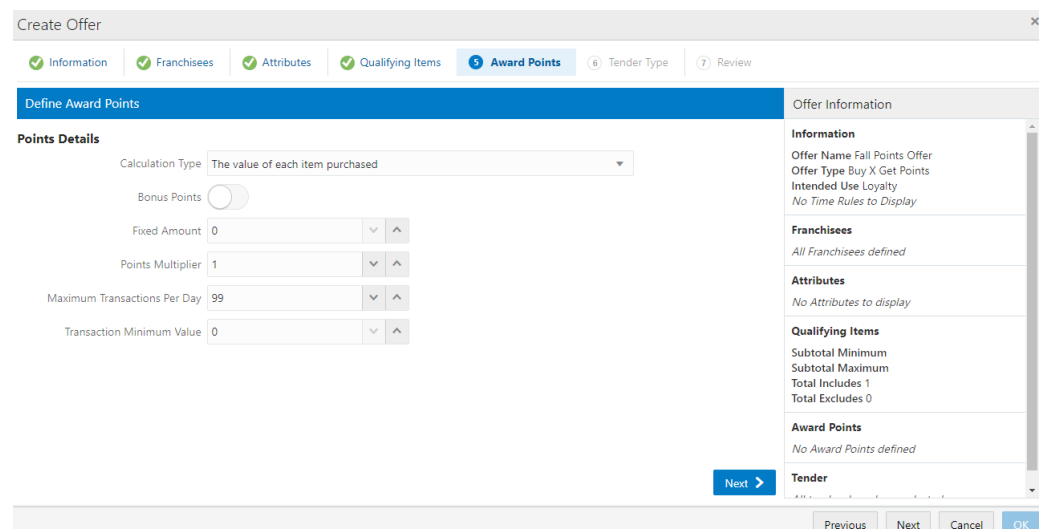 Create Offer
Information Franchisees Attributes Qualifying Items 5 Award Points 6 Tender Type 7 Review
Define Award Points
Points Details
Calculation Type The value of each item purchased
Bonus Points
Fixed Amount 0
Points Multiplier 1
Maximum Transactions Per Day 99
Transaction Minimum Value 0
Next
Offer Information
Information
Offer Name Fall Points Offer
Offer Type Buy X Get Points
Intended Use Loyalty
No Time Rules to Display
Franchisees
All Franchisees defined
Attributes
No Attributes to display
Qualifying Items
Subtotal Minimum
Subtotal Maximum
Total Includes 1
Total Excludes 0
Award Points
No Award Points defined
Tender
Previous Next Cancel OK